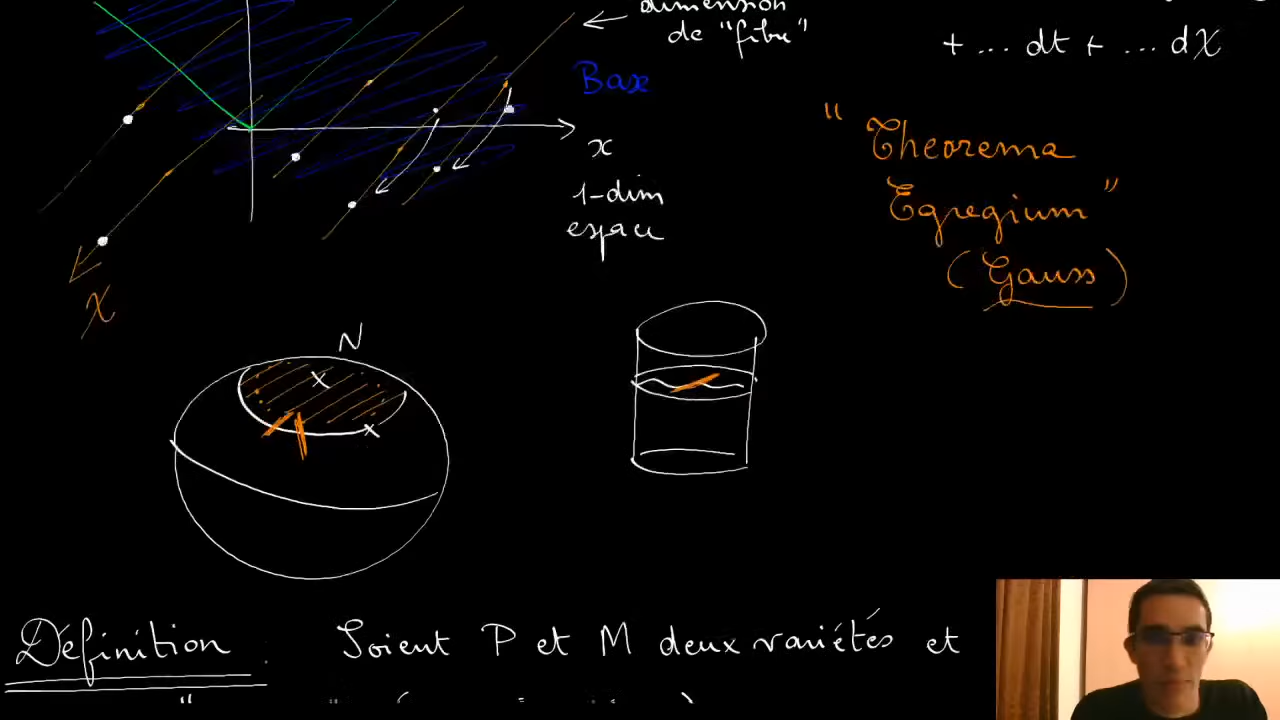 dimension
de "fibre"
+ ... dt + ... dX
Base
"Theorema
Egregium"
(Gauss)
x
1-dim
espace
X
N
Définition : Soient P et M deux variétés et